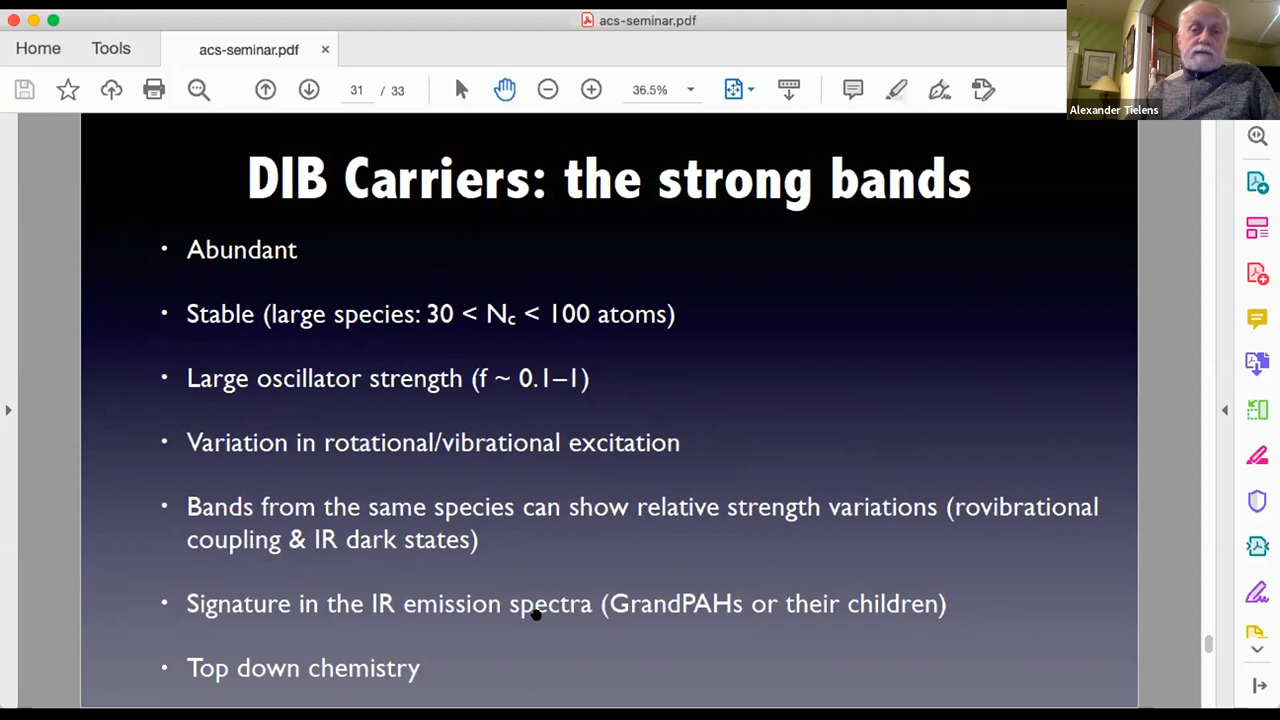 acs-seminar.pdf
Home
Tools
acs-seminar.pdf
31 / 33
36.5%
Alexander Tielens
DIB Carriers: the strong bands
• Abundant
• Stable (large species: 30 < Nc < 100 atoms)
• Large oscillator strength (f ~ 0.1–1)
• Variation in rotational/vibrational excitation
• Bands from the same species can show relative strength variations (rovibrational
coupling & IR dark states)
• Signature in the IR emission spectra (GrandPAHs or their children)
• Top down chemistry